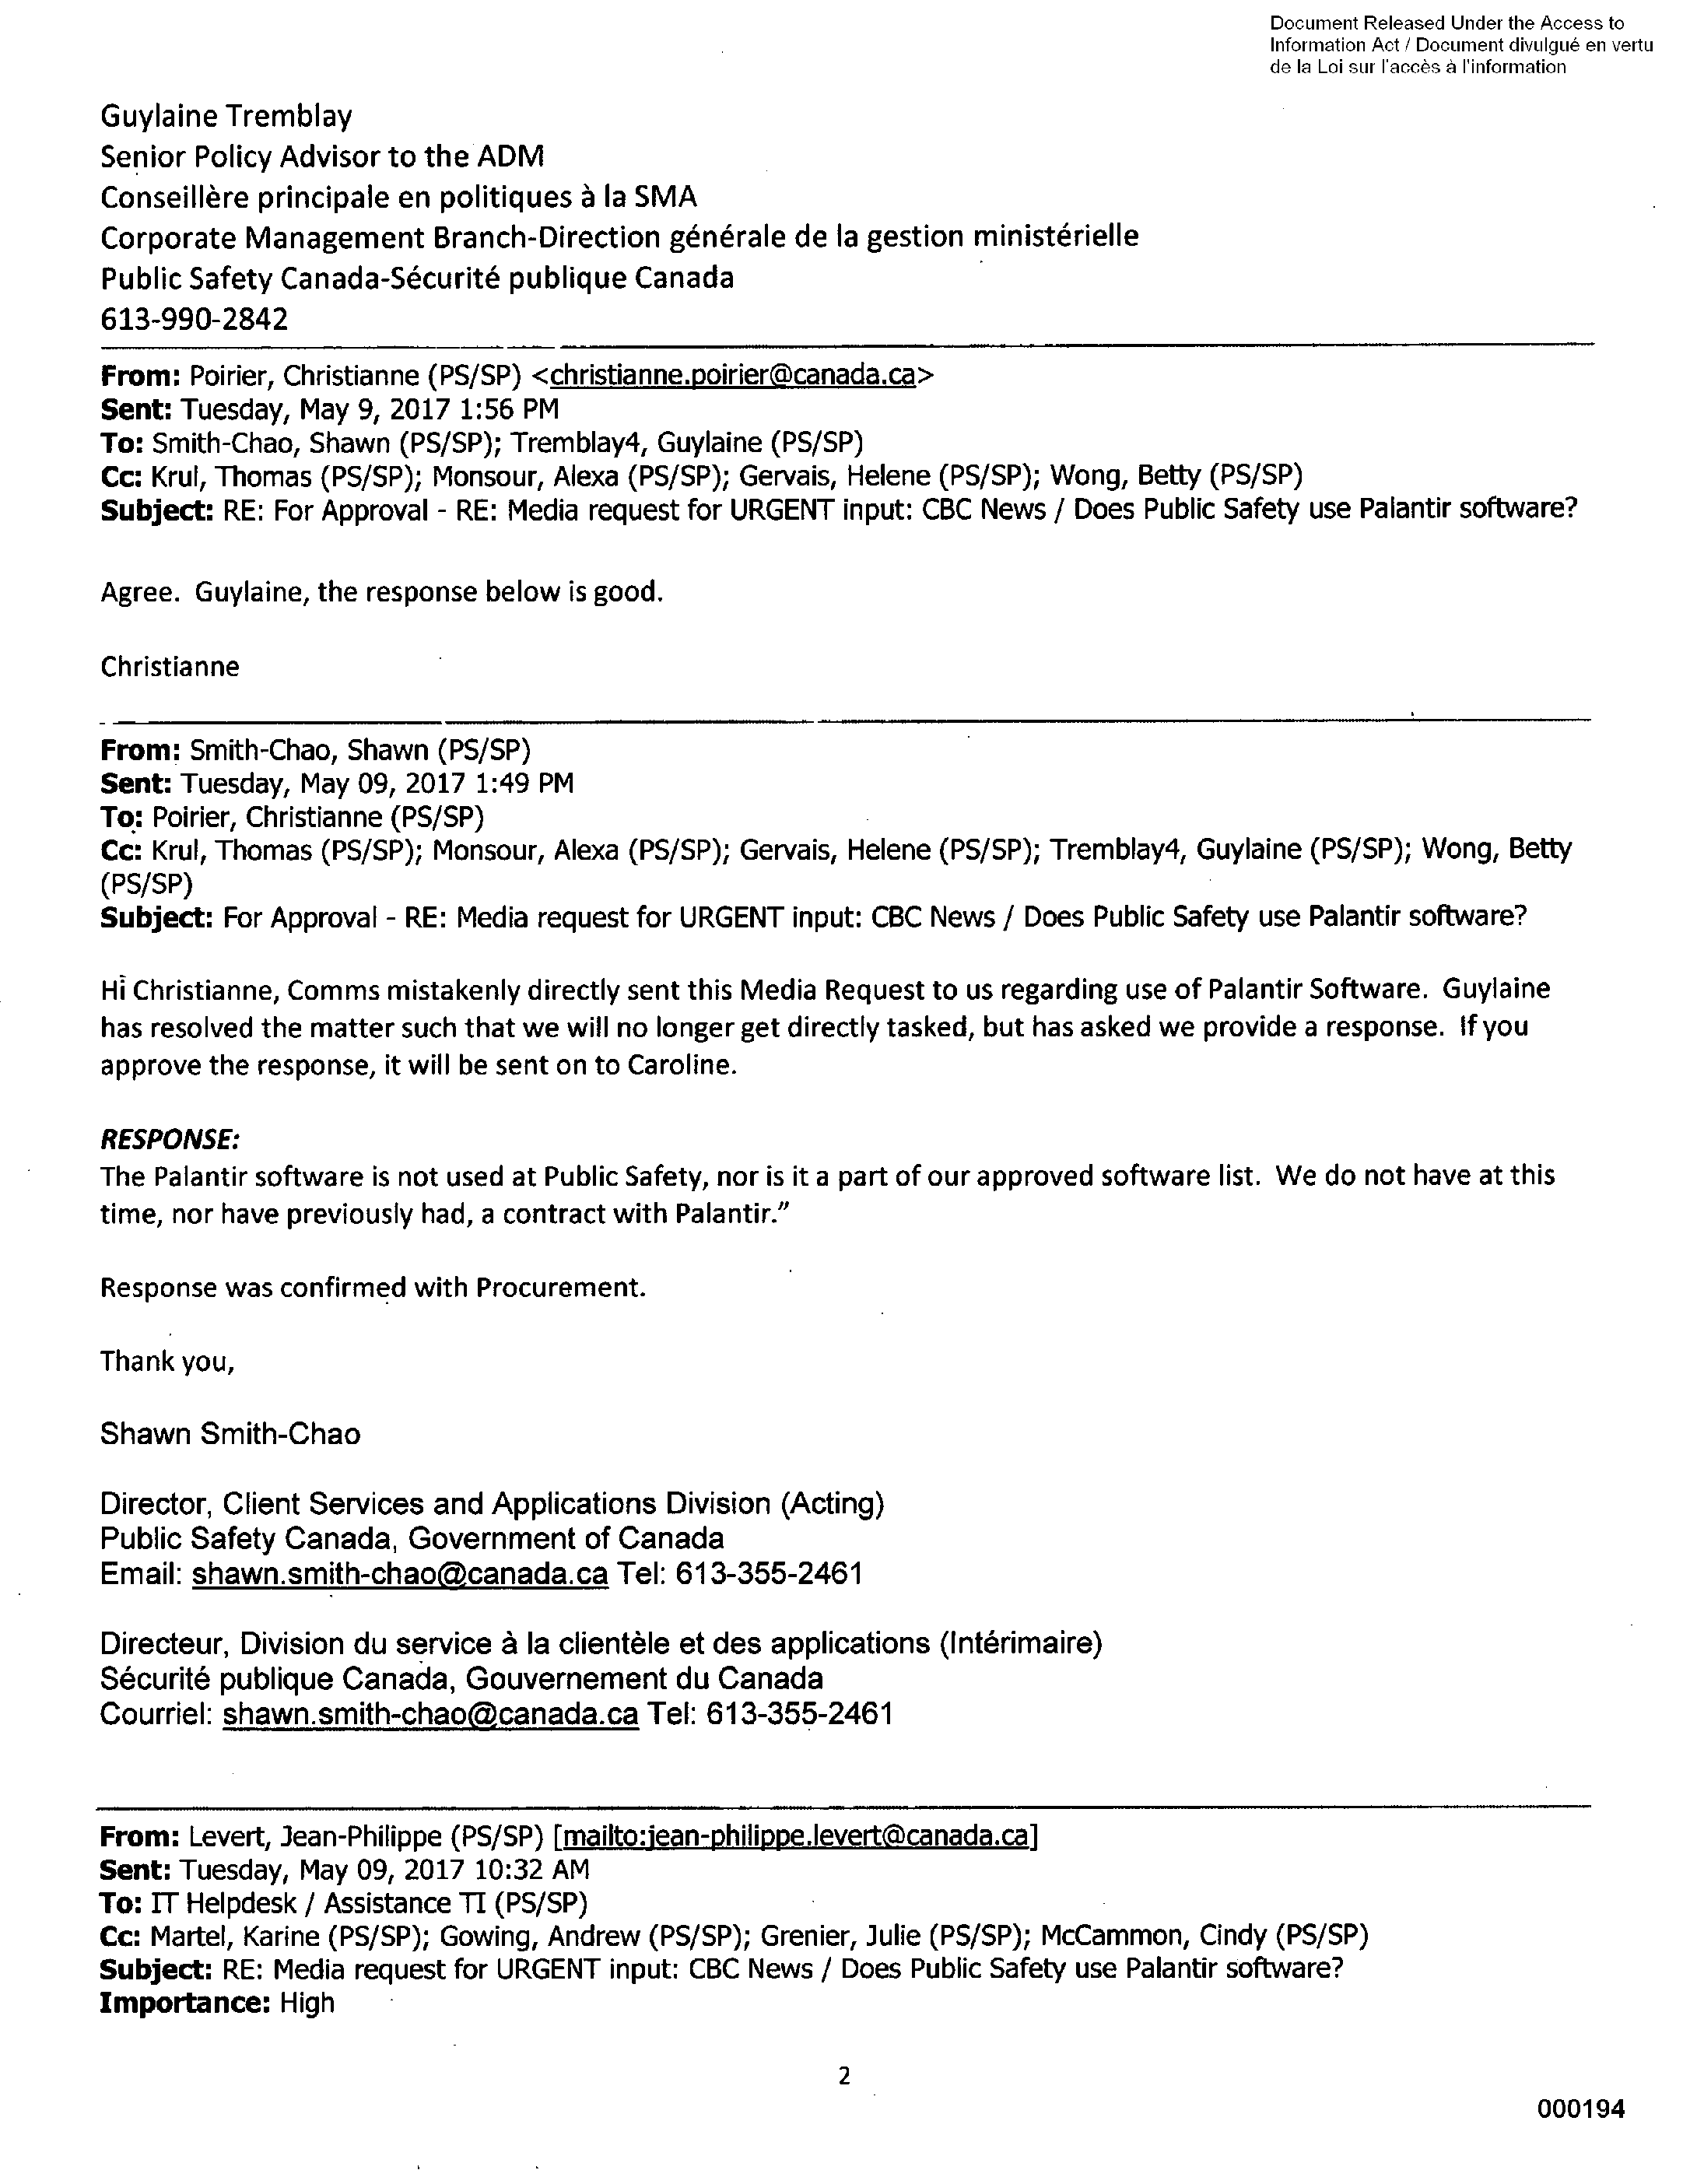 Document Released Under the Access to
Information Act / Document divulgué en vertu
de la Loi sur l'accès à l'information
Guylaine Tremblay
Senior Policy Advisor to the ADM
Conseillère principale en politiques à la SMA
Corporate Management Branch-Direction générale de la gestion ministérielle
Public Safety Canada-Sécurité publique Canada
613-990-2842
From: Poirier, Christianne (PS/SP) <christianne.poirier@canada.ca>
Sent: Tuesday, May 9, 2017 1:56 PM
To: Smith-Chao, Shawn (PS/SP); Tremblay4, Guylaine (PS/SP)
Cc: Krul, Thomas (PS/SP); Monsour, Alexa (PS/SP); Gervais, Helene (PS/SP); Wong, Betty (PS/SP)
Subject: RE: For Approval - RE: Media request for URGENT input: CBC News / Does Public Safety use Palantir software?
Agree. Guylaine, the response below is good.
Christianne
From: Smith-Chao, Shawn (PS/SP)
Sent: Tuesday, May 09, 2017 1:49 PM
To: Poirier, Christianne (PS/SP)
Cc: Krul, Thomas (PS/SP); Monsour, Alexa (PS/SP); Gervais, Helene (PS/SP); Tremblay4, Guylaine (PS/SP); Wong, Betty
(PS/SP)
Subject: For Approval - RE: Media request for URGENT input: CBC News / Does Public Safety use Palantir software?
Hi Christianne, Comms mistakenly directly sent this Media Request to us regarding use of Palantir Software. Guylaine
has resolved the matter such that we will no longer get directly tasked, but has asked we provide a response. If you
approve the response, it will be sent on to Caroline.
RESPONSE:
The Palantir software is not used at Public Safety, nor is it a part of our approved software list. We do not have at this
time, nor have previously had, a contract with Palantir.”
Response was confirmed with Procurement.
Thank you,
Shawn Smith-Chao
Director, Client Services and Applications Division (Acting)
Public Safety Canada, Government of Canada
Email: shawn.smith-chao@canada.ca Tel: 613-355-2461
Directeur, Division du service à la clientèle et des applications (Intérimaire)
Sécurité publique Canada, Gouvernement du Canada
Courriel: shawn.smith-chao@canada.ca Tel: 613-355-2461
From: Levert, Jean-Philippe (PS/SP) [mailto:jean-philippe.levert@canada.ca]
Sent: Tuesday, May 09, 2017 10:32 AM
To: IT Helpdesk / Assistance TI (PS/SP)
Cc: Martel, Karine (PS/SP); Gowing, Andrew (PS/SP); Grenier, Julie (PS/SP); McCammon, Cindy (PS/SP)
Subject: RE: Media request for URGENT input: CBC News / Does Public Safety use Palantir software?
Importance: High
2
000194